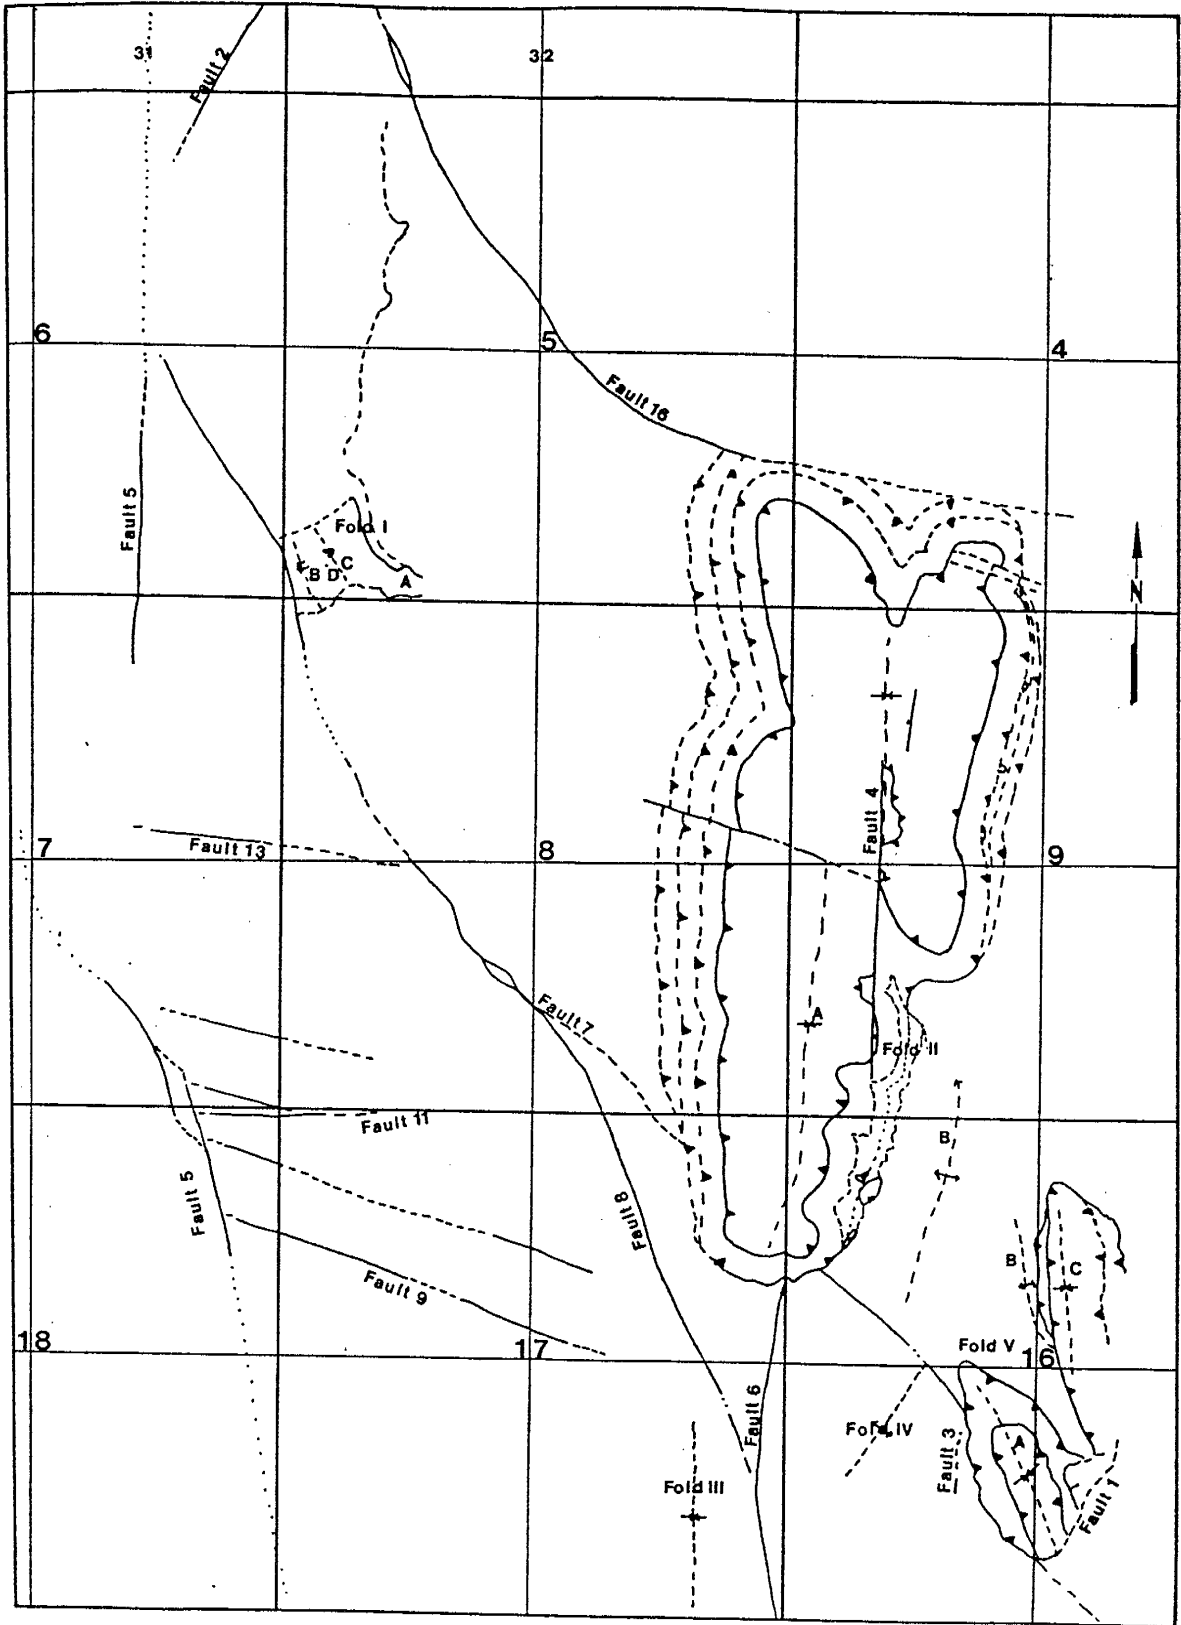 31
32
Fault 2
6
5
4
Fault 16
Fault 5
Fold I
B
D
C
A
A
N
7
Fault 13
8
Fault 4
9
A
Fault 7
Fold II
Fault 11
B
Fault 5
Fault 8
B
C
Fault 9
18
17
Fold V
16
Fault 6
Fold IV
Fault 3
A
Fold III
Fault 1